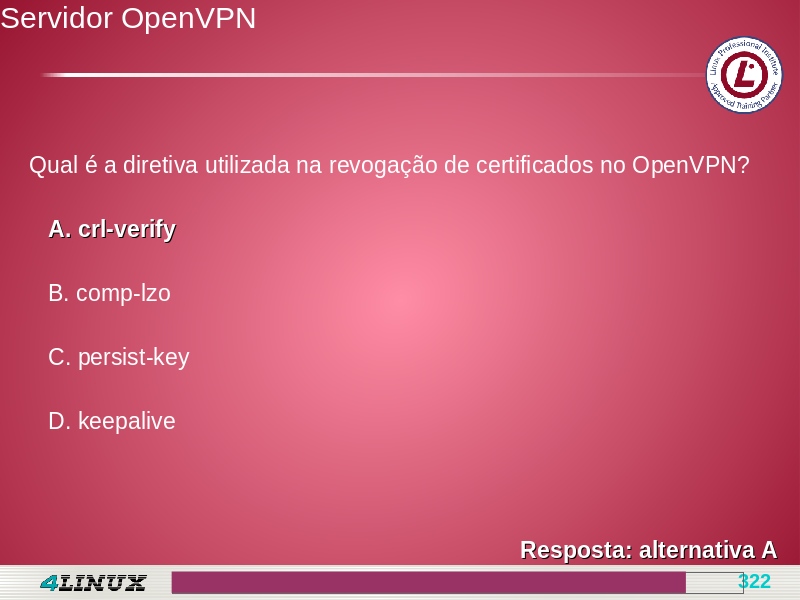 Servidor OpenVPN
Linux Professional Institute
Approved Training Partner
Qual é a diretiva utilizada na revogação de certificados no OpenVPN?
A. crl-verify
B. comp-lzo
C. persist-key
D. keepalive
Resposta: alternativa A
4LINUX
322